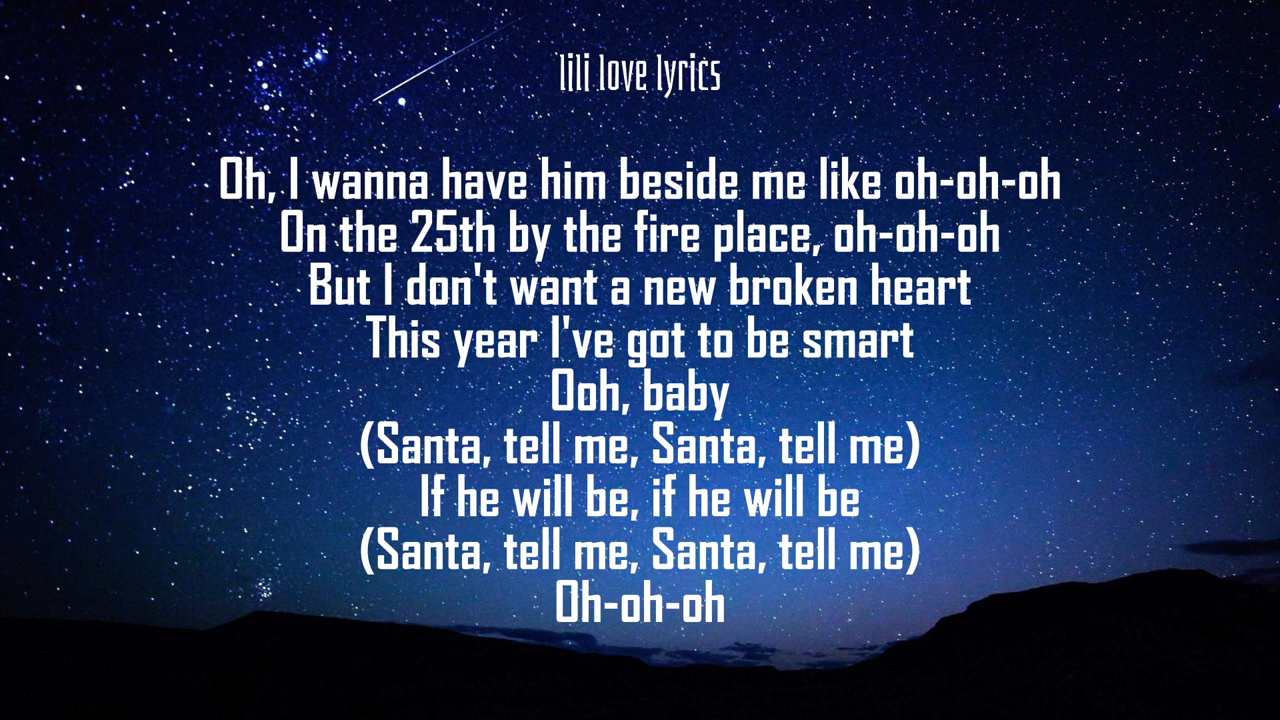 lili love lyrics
Oh, I wanna have him beside me like oh-oh-oh
On the 25th by the fire place, oh-oh-oh
But I don't want a new broken heart
This year I've got to be smart
Ooh, baby
(Santa, tell me, Santa, tell me)
If he will be, if he will be
(Santa, tell me, Santa, tell me)
Oh-oh-oh